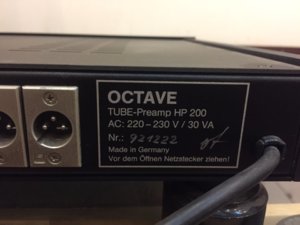 OCTAVE
TUBE-Preamp HP 200
AC: 220 – 230 V / 30 VA
Nr.: 921222
Made in Germany
Vor dem Öffnen Netzstecker ziehen!